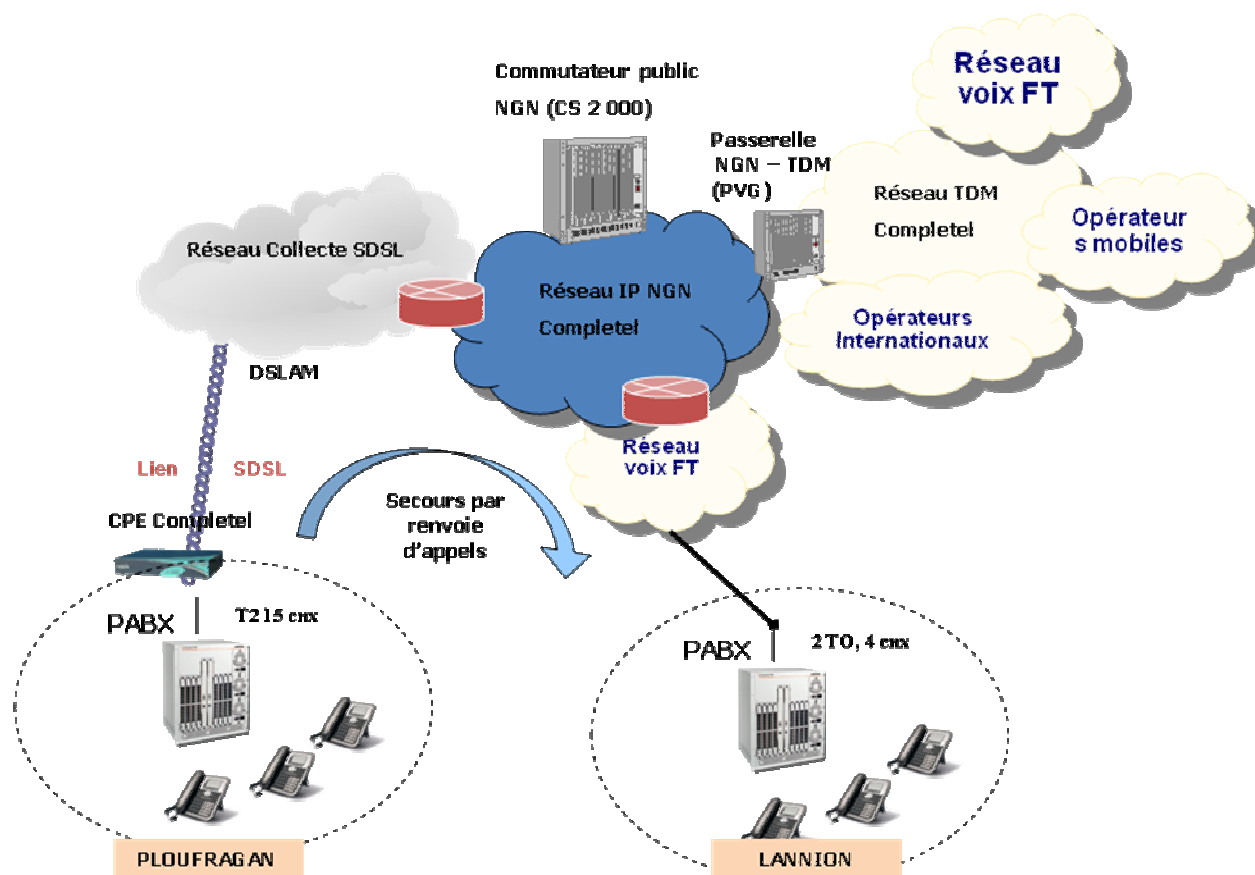 Commutateur public
NGN (CS 2 000)
Réseau
voix FT
Passerelle
NGN – TDM
(PVG)
Réseau TDM
Completel
Opérateur
s mobiles
Réseau Collecte SDSL
Réseau IP NGN
Completel
Opérateurs
Internationaux
DSLAM
Réseau
voix FT
Lien SDSL
Secours par
renvoie
d'appels
CPE Completel
PABX
T2 15 cnx
PABX
2 TO, 4 cnx
PLOUFRAGAN
LANNION